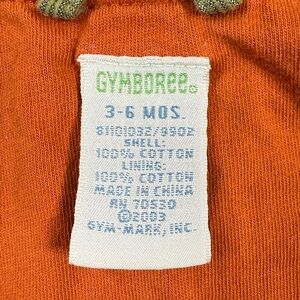 GYMBOREE®
3-6 MOS.
81101032/9902
SHELL:
100% COTTON
LINING:
100% COTTON
MADE IN CHINA
RN 70530
©2003
GYM-MARK, INC.